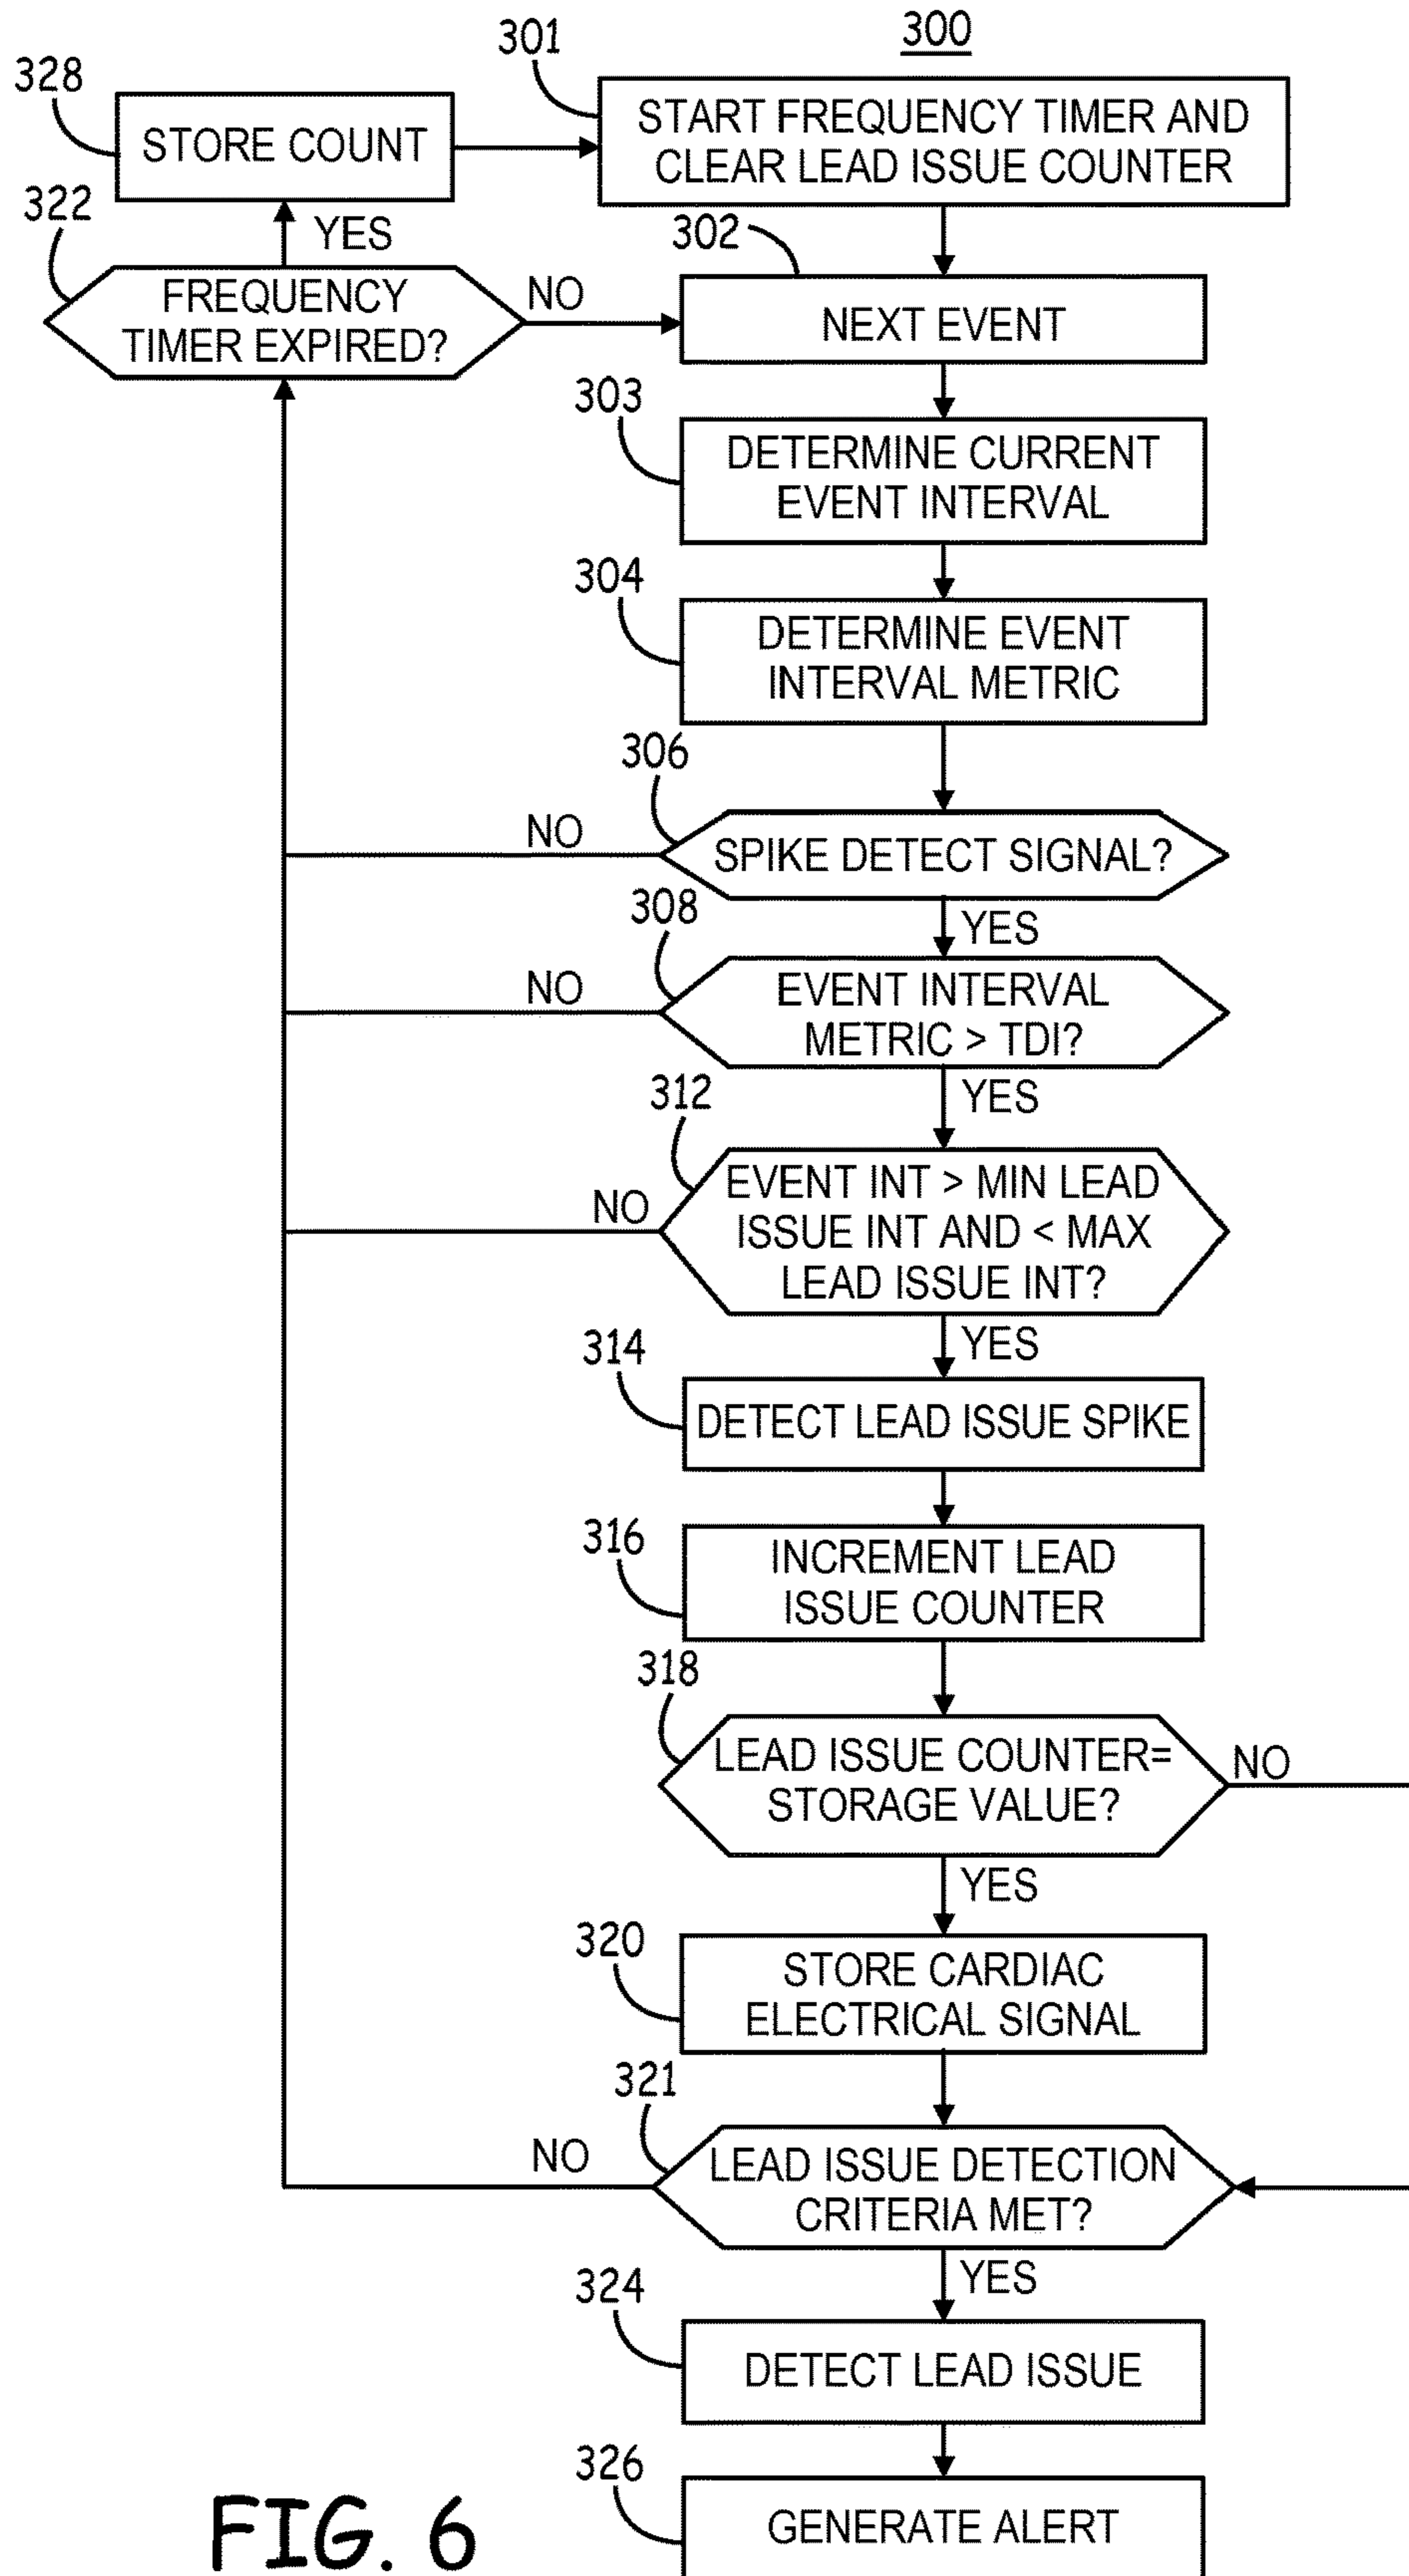 300
301
328
START FREQUENCY TIMER AND
CLEAR LEAD ISSUE COUNTER
STORE COUNT
322
YES
302
FREQUENCY
TIMER EXPIRED?
NO
NEXT EVENT
303
DETERMINE CURRENT
EVENT INTERVAL
304
DETERMINE EVENT
INTERVAL METRIC
306
NO
SPIKE DETECT SIGNAL?
308
YES
NO
EVENT INTERVAL
METRIC > TDI?
312
YES
NO
EVENT INT > MIN LEAD
ISSUE INT AND < MAX
LEAD ISSUE INT?
314
YES
DETECT LEAD ISSUE SPIKE
316
INCREMENT LEAD
ISSUE COUNTER
318
LEAD ISSUE COUNTER=
STORAGE VALUE?
NO
YES
320
STORE CARDIAC
ELECTRICAL SIGNAL
321
NO
LEAD ISSUE DETECTION
CRITERIA MET?
YES
324
DETECT LEAD ISSUE
326
GENERATE ALERT
FIG. 6